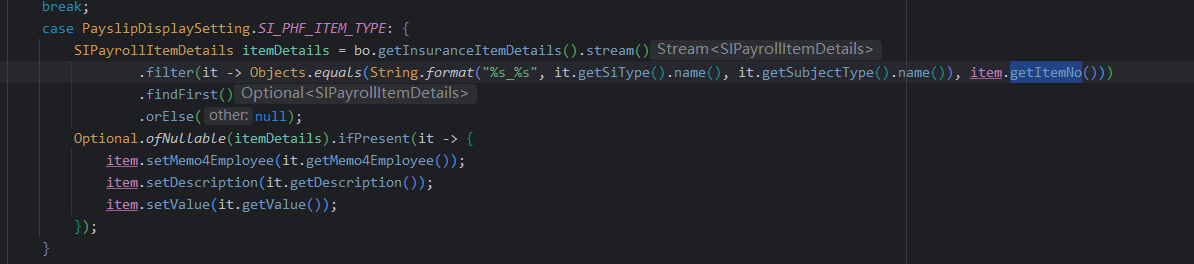 break;
case PayslipDisplaySetting.SI_PHF_ITEM_TYPE: {
SIPayrollItemDetails itemDetails = bo.getInsuranceItemDetails().stream() Stream<SIPayrollItemDetails>
.filter(it -> Objects.equals(String.format("%s_%s", it.getSiType().name(), it.getSubjectType().name()), item.getItemNo()))
.findFirst() Optional<SIPayrollItemDetails>
.orElse( other: null);
Optional.ofNullable(itemDetails).ifPresent(it -> {
item.setMemo4Employee(it.getMemo4Employee());
item.setDescription(it.getDescription());
item.setValue(it.getValue());
});
}